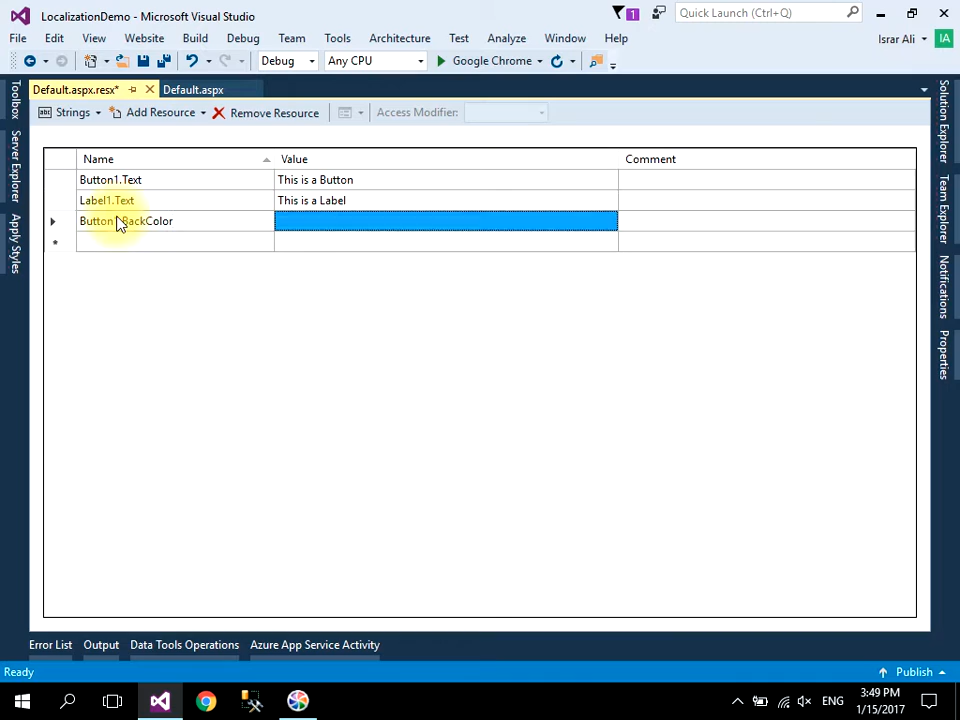 LocalizationDemo - Microsoft Visual Studio
1
Quick Launch (Ctrl+Q)
File Edit View Website Build Debug Team Tools Architecture Test Analyze Window Help
Israr Ali IA
Debug Any CPU Google Chrome
Default.aspx.resx* Default.aspx
abc Strings Add Resource Remove Resource Access Modifier:
Name Value Comment
Button1.Text This is a Button
Label1.Text This is a Label
BackColor
*
Toolbox
Server Explorer
Apply Styles
Solution Explorer
Team Explorer
Notifications
Properties
Error List Output Data Tools Operations Azure App Service Activity
Ready Publish
ENG 3:49 PM
1/15/2017